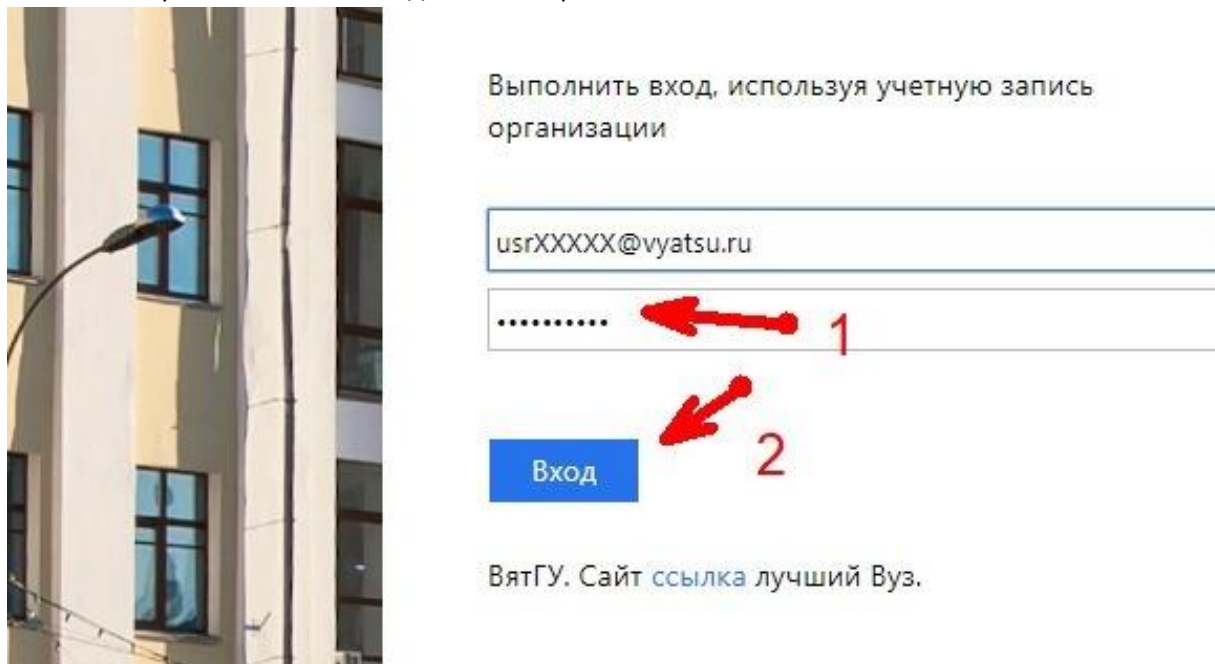 Выполнить вход, используя учетную запись
организации
usrXXXXX@vyatsu.ru
••••••••••
1
2
Вход
ВятГУ. Сайт ссылка лучший Вуз.